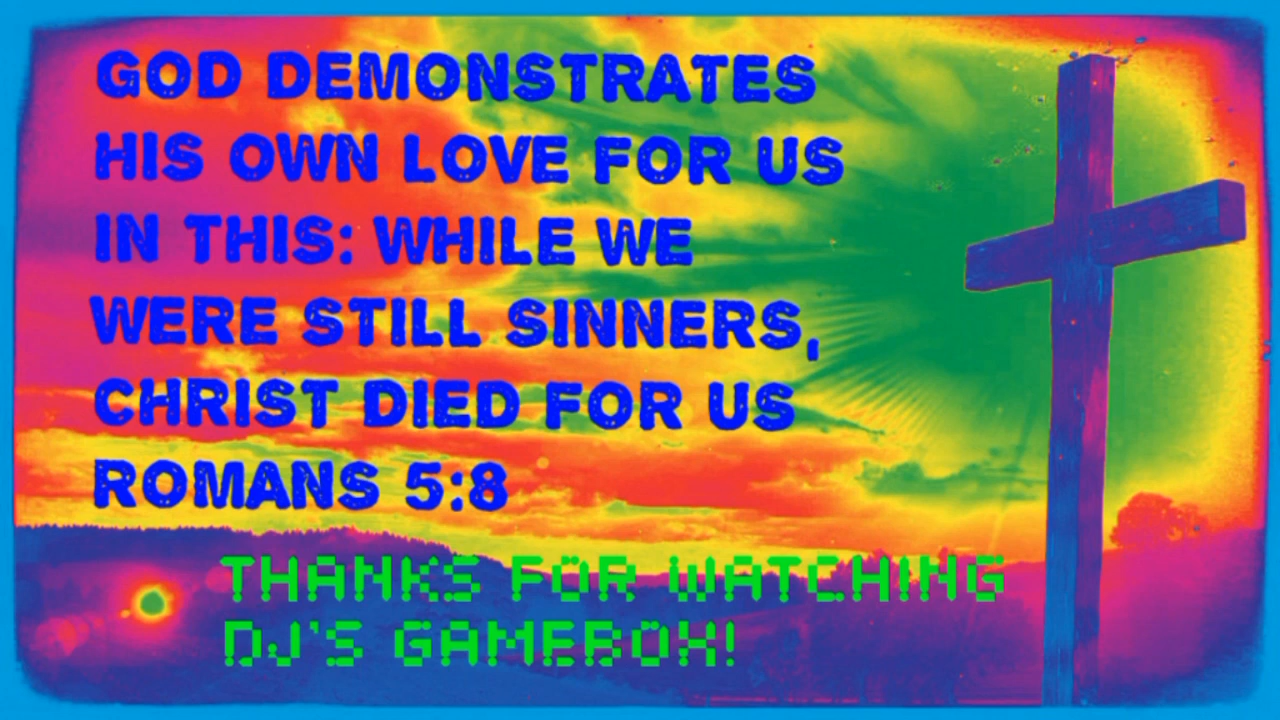 GOD DEMONSTRATES
HIS OWN LOVE FOR US
IN THIS: WHILE WE
WERE STILL SINNERS,
CHRIST DIED FOR US
ROMANS 5:8
THANKS FOR WATCHING
DJ'S GAMEBOX!